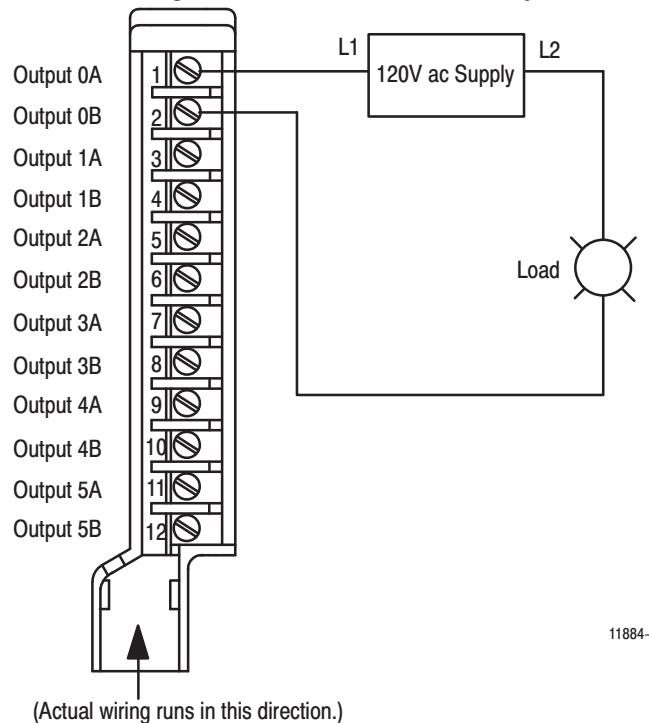 L1
L2
120V ac Supply
Output 0A 1
Output 0B 2
Output 1A 3
Output 1B 4
Output 2A 5
Output 2B 6
Load
Output 3A 7
Output 3B 8
Output 4A 9
Output 4B 10
Output 5A 11
Output 5B 12
11884-
(Actual wiring runs in this direction.)